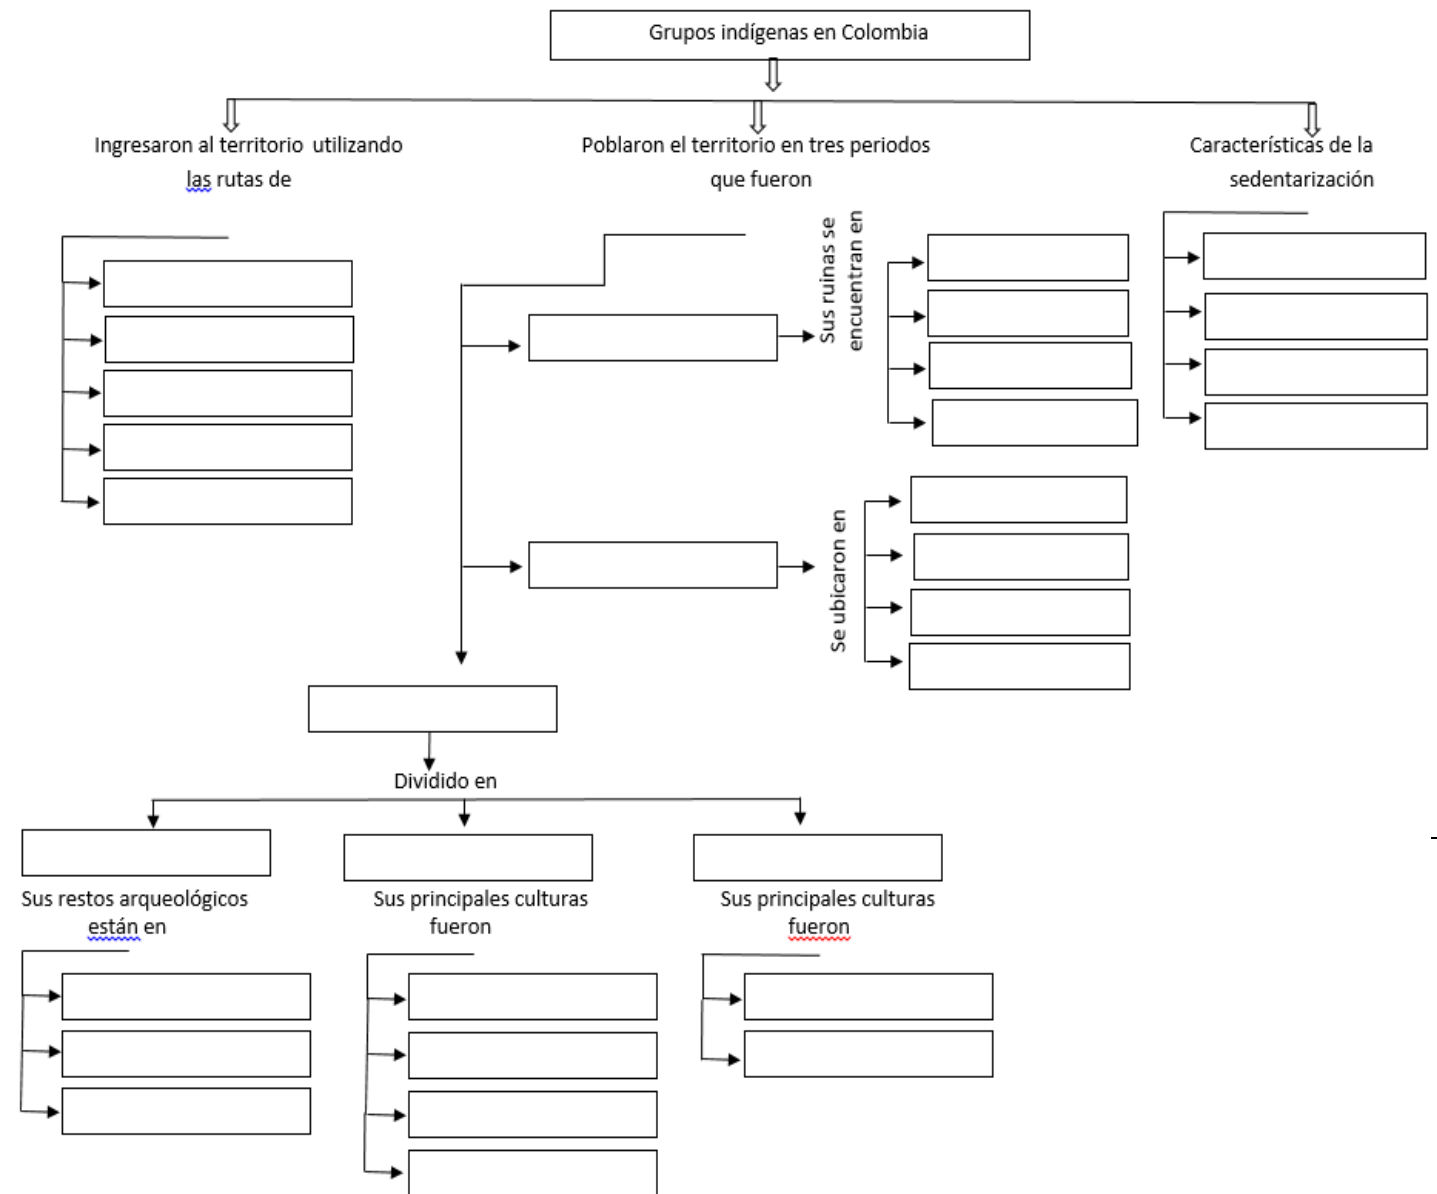 Grupos indígenas en Colombia
Ingresaron al territorio utilizando
las rutas de
Poblaron el territorio en tres periodos
que fueron
Características de la
sedentarización
Sus ruinas se
encuentran en
Se ubicaron en
Dividido en
Sus restos arqueológicos
están en
Sus principales culturas
fueron
Sus principales culturas
fueron